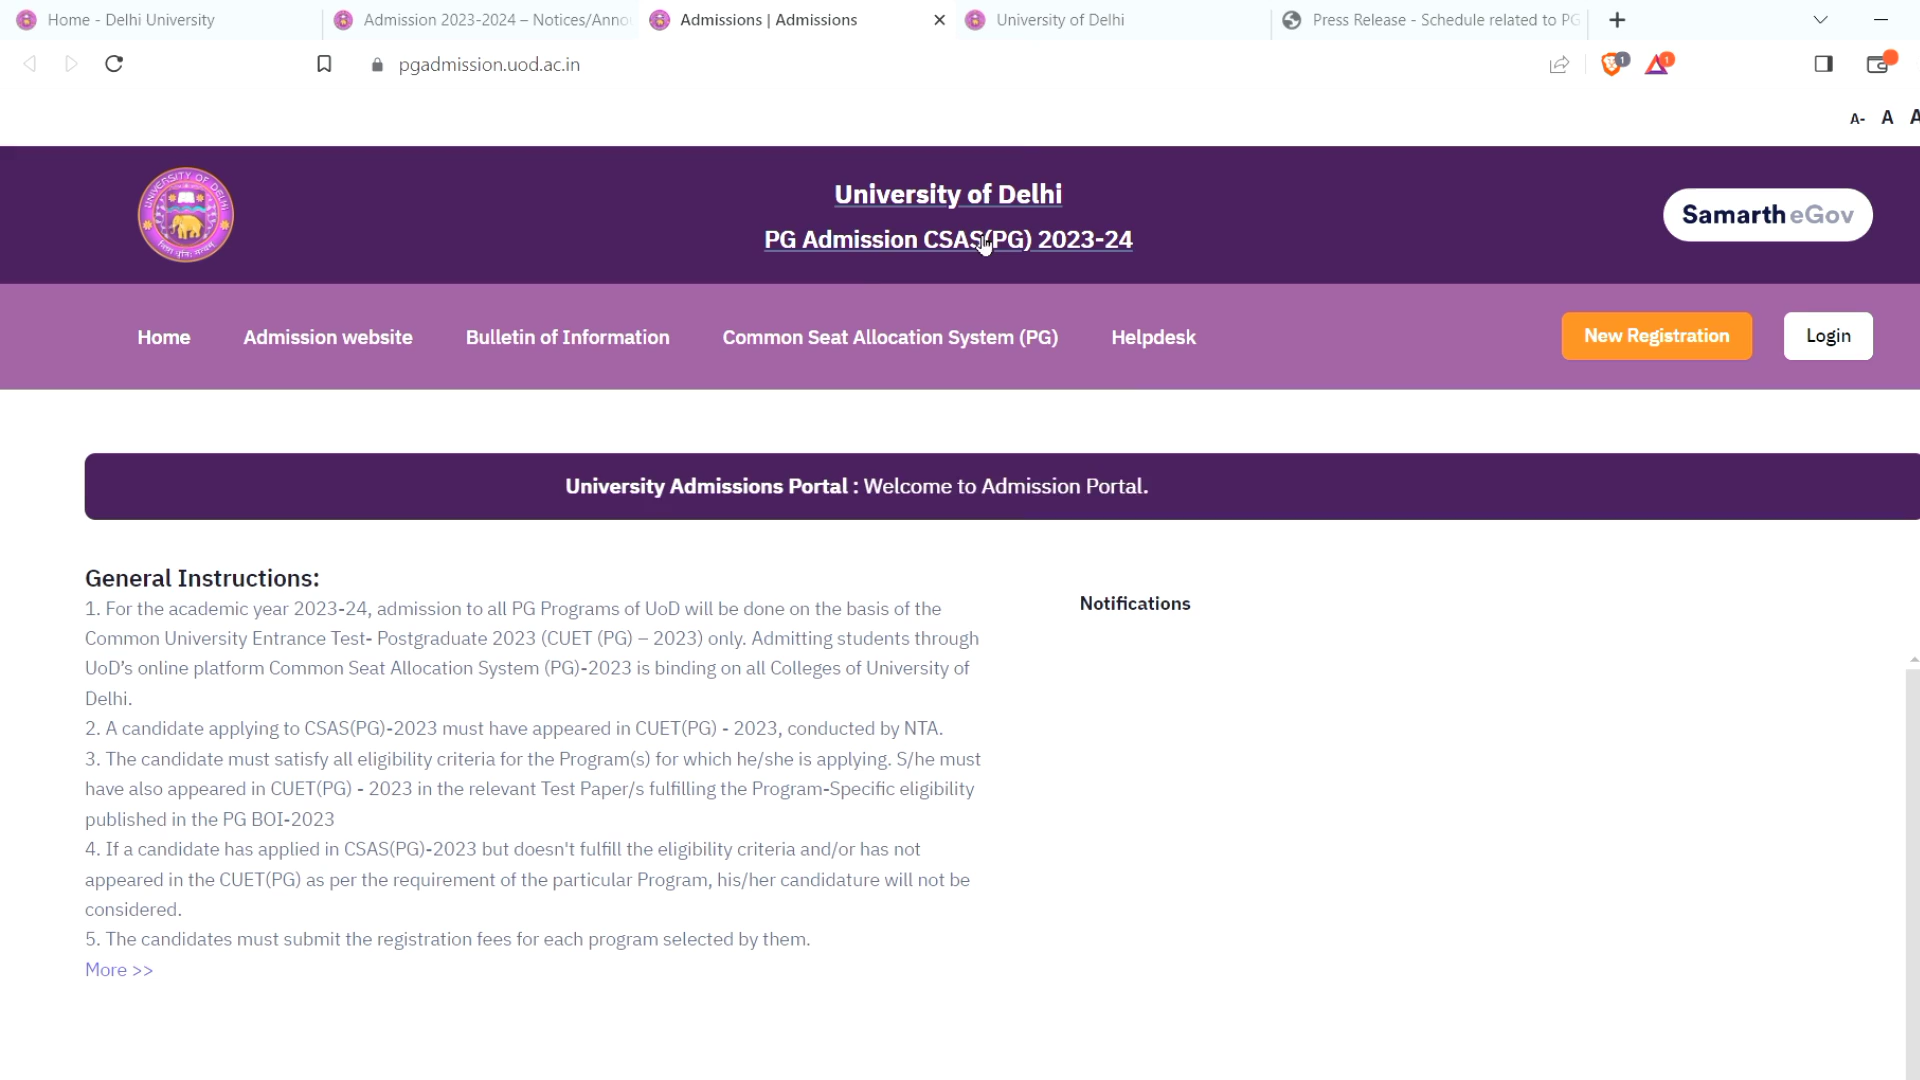 Home - Delhi University
Admission 2023-2024 – Notices/Anno
Admissions | Admissions
University of Delhi
Press Release - Schedule related to PG
pgadmission.uod.ac.in
1
1
A- A A
UNIVERSITY OF DELHI
University of Delhi
PG Admission CSAS(PG) 2023-24
Samarth eGov
Home
Admission website
Bulletin of Information
Common Seat Allocation System (PG)
Helpdesk
New Registration
Login
University Admissions Portal : Welcome to Admission Portal.
General Instructions:
1. For the academic year 2023-24, admission to all PG Programs of UoD will be done on the basis of the
Common University Entrance Test- Postgraduate 2023 (CUET (PG) – 2023) only. Admitting students through
UoD’s online platform Common Seat Allocation System (PG)-2023 is binding on all Colleges of University of
Delhi.
2. A candidate applying to CSAS(PG)-2023 must have appeared in CUET(PG) - 2023, conducted by NTA.
3. The candidate must satisfy all eligibility criteria for the Program(s) for which he/she is applying. S/he must
have also appeared in CUET(PG) - 2023 in the relevant Test Paper/s fulfilling the Program-Specific eligibility
published in the PG BOI-2023
4. If a candidate has applied in CSAS(PG)-2023 but doesn't fulfill the eligibility criteria and/or has not
appeared in the CUET(PG) as per the requirement of the particular Program, his/her candidature will not be
considered.
5. The candidates must submit the registration fees for each program selected by them.
More >>
Notifications